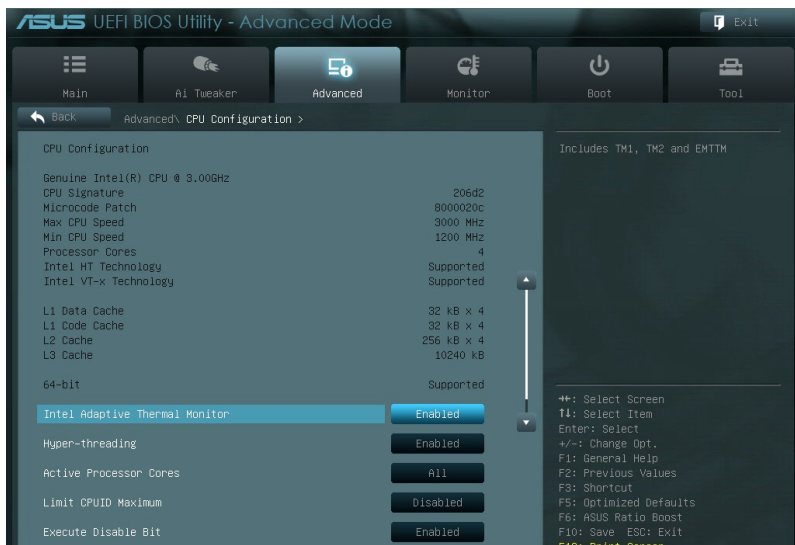 ASUS UEFI BIOS Utility - Advanced Mode
Exit
Main
Ai Tweaker
Advanced
Monitor
Boot
Tool
Back
Advanced\ CPU Configuration >
CPU Configuration
Genuine Intel(R) CPU @ 3.00GHz
CPU Signature 206d2
Microcode Patch 8000020c
Max CPU Speed 3000 MHz
Min CPU Speed 1200 MHz
Processor Cores 4
Intel HT Technology Supported
Intel VT-x Technology Supported
L1 Data Cache 32 kB x 4
L1 Code Cache 32 kB x 4
L2 Cache 256 kB x 4
L3 Cache 10240 kB
64-bit Supported
Intel Adaptive Thermal Monitor Enabled
Hyper-threading Enabled
Active Processor Cores All
Limit CPUID Maximum Disabled
Execute Disable Bit Enabled
Includes TM1, TM2 and EMTTM
→←: Select Screen
↑↓: Select Item
Enter: Select
+/-: Change Opt.
F1: General Help
F2: Previous Values
F3: Shortcut
F5: Optimized Defaults
F6: ASUS Ratio Boost
F10: Save ESC: Exit